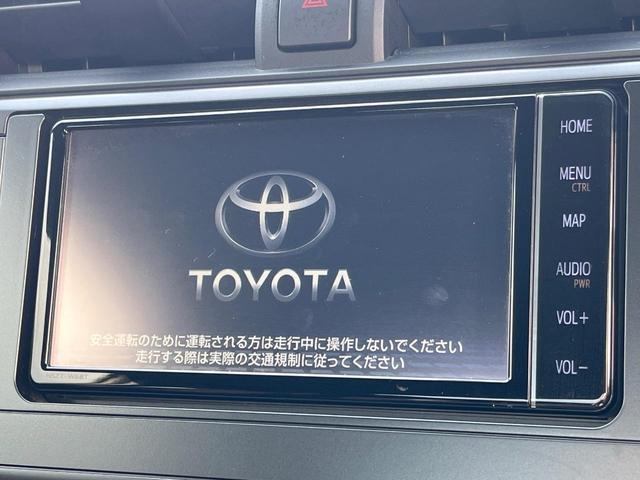 HOME
MENU
CTRL
MAP
TOYOTA
AUDIO
PWR
VOL+
安全運転のために運転される方は走行中に操作しないでください
走行する際は実際の交通規制に従ってください
VOL−